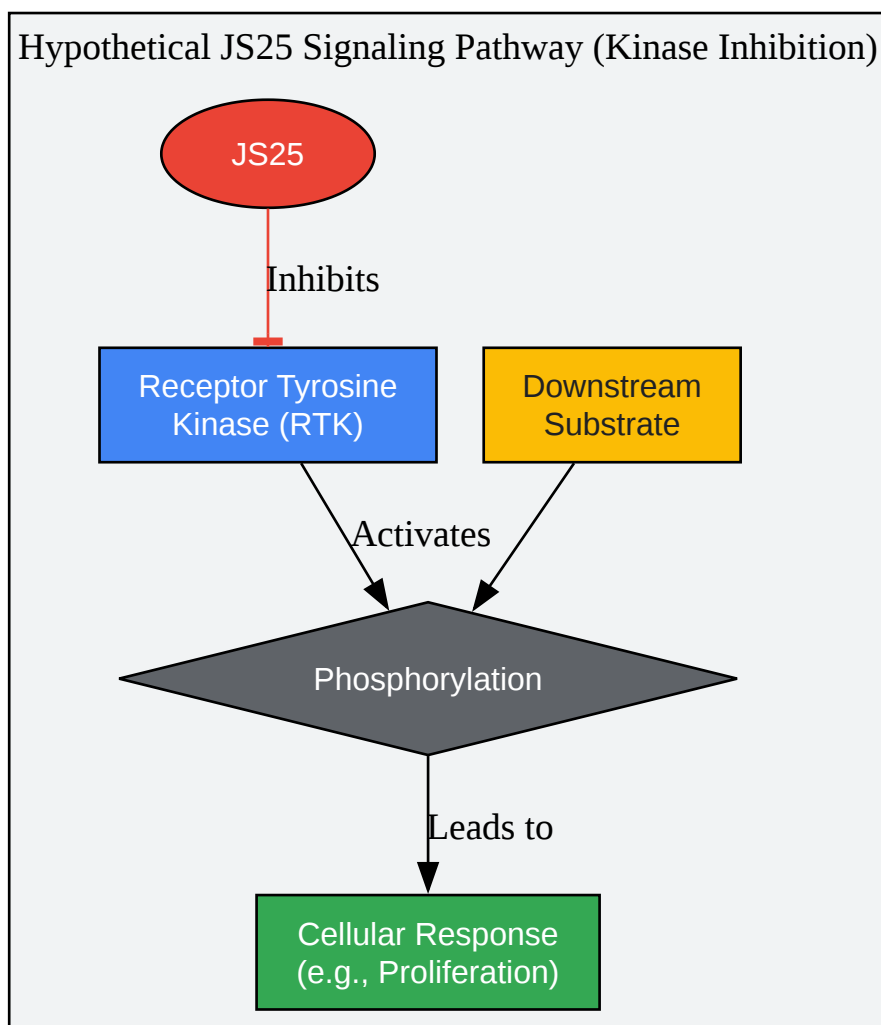 Hypothetical JS25 Signaling Pathway (Kinase Inhibition)
JS25
Inhibits
Receptor Tyrosine
Kinase (RTK)
Downstream
Substrate
Activates
Phosphorylation
Leads to
Cellular Response
(e.g., Proliferation)